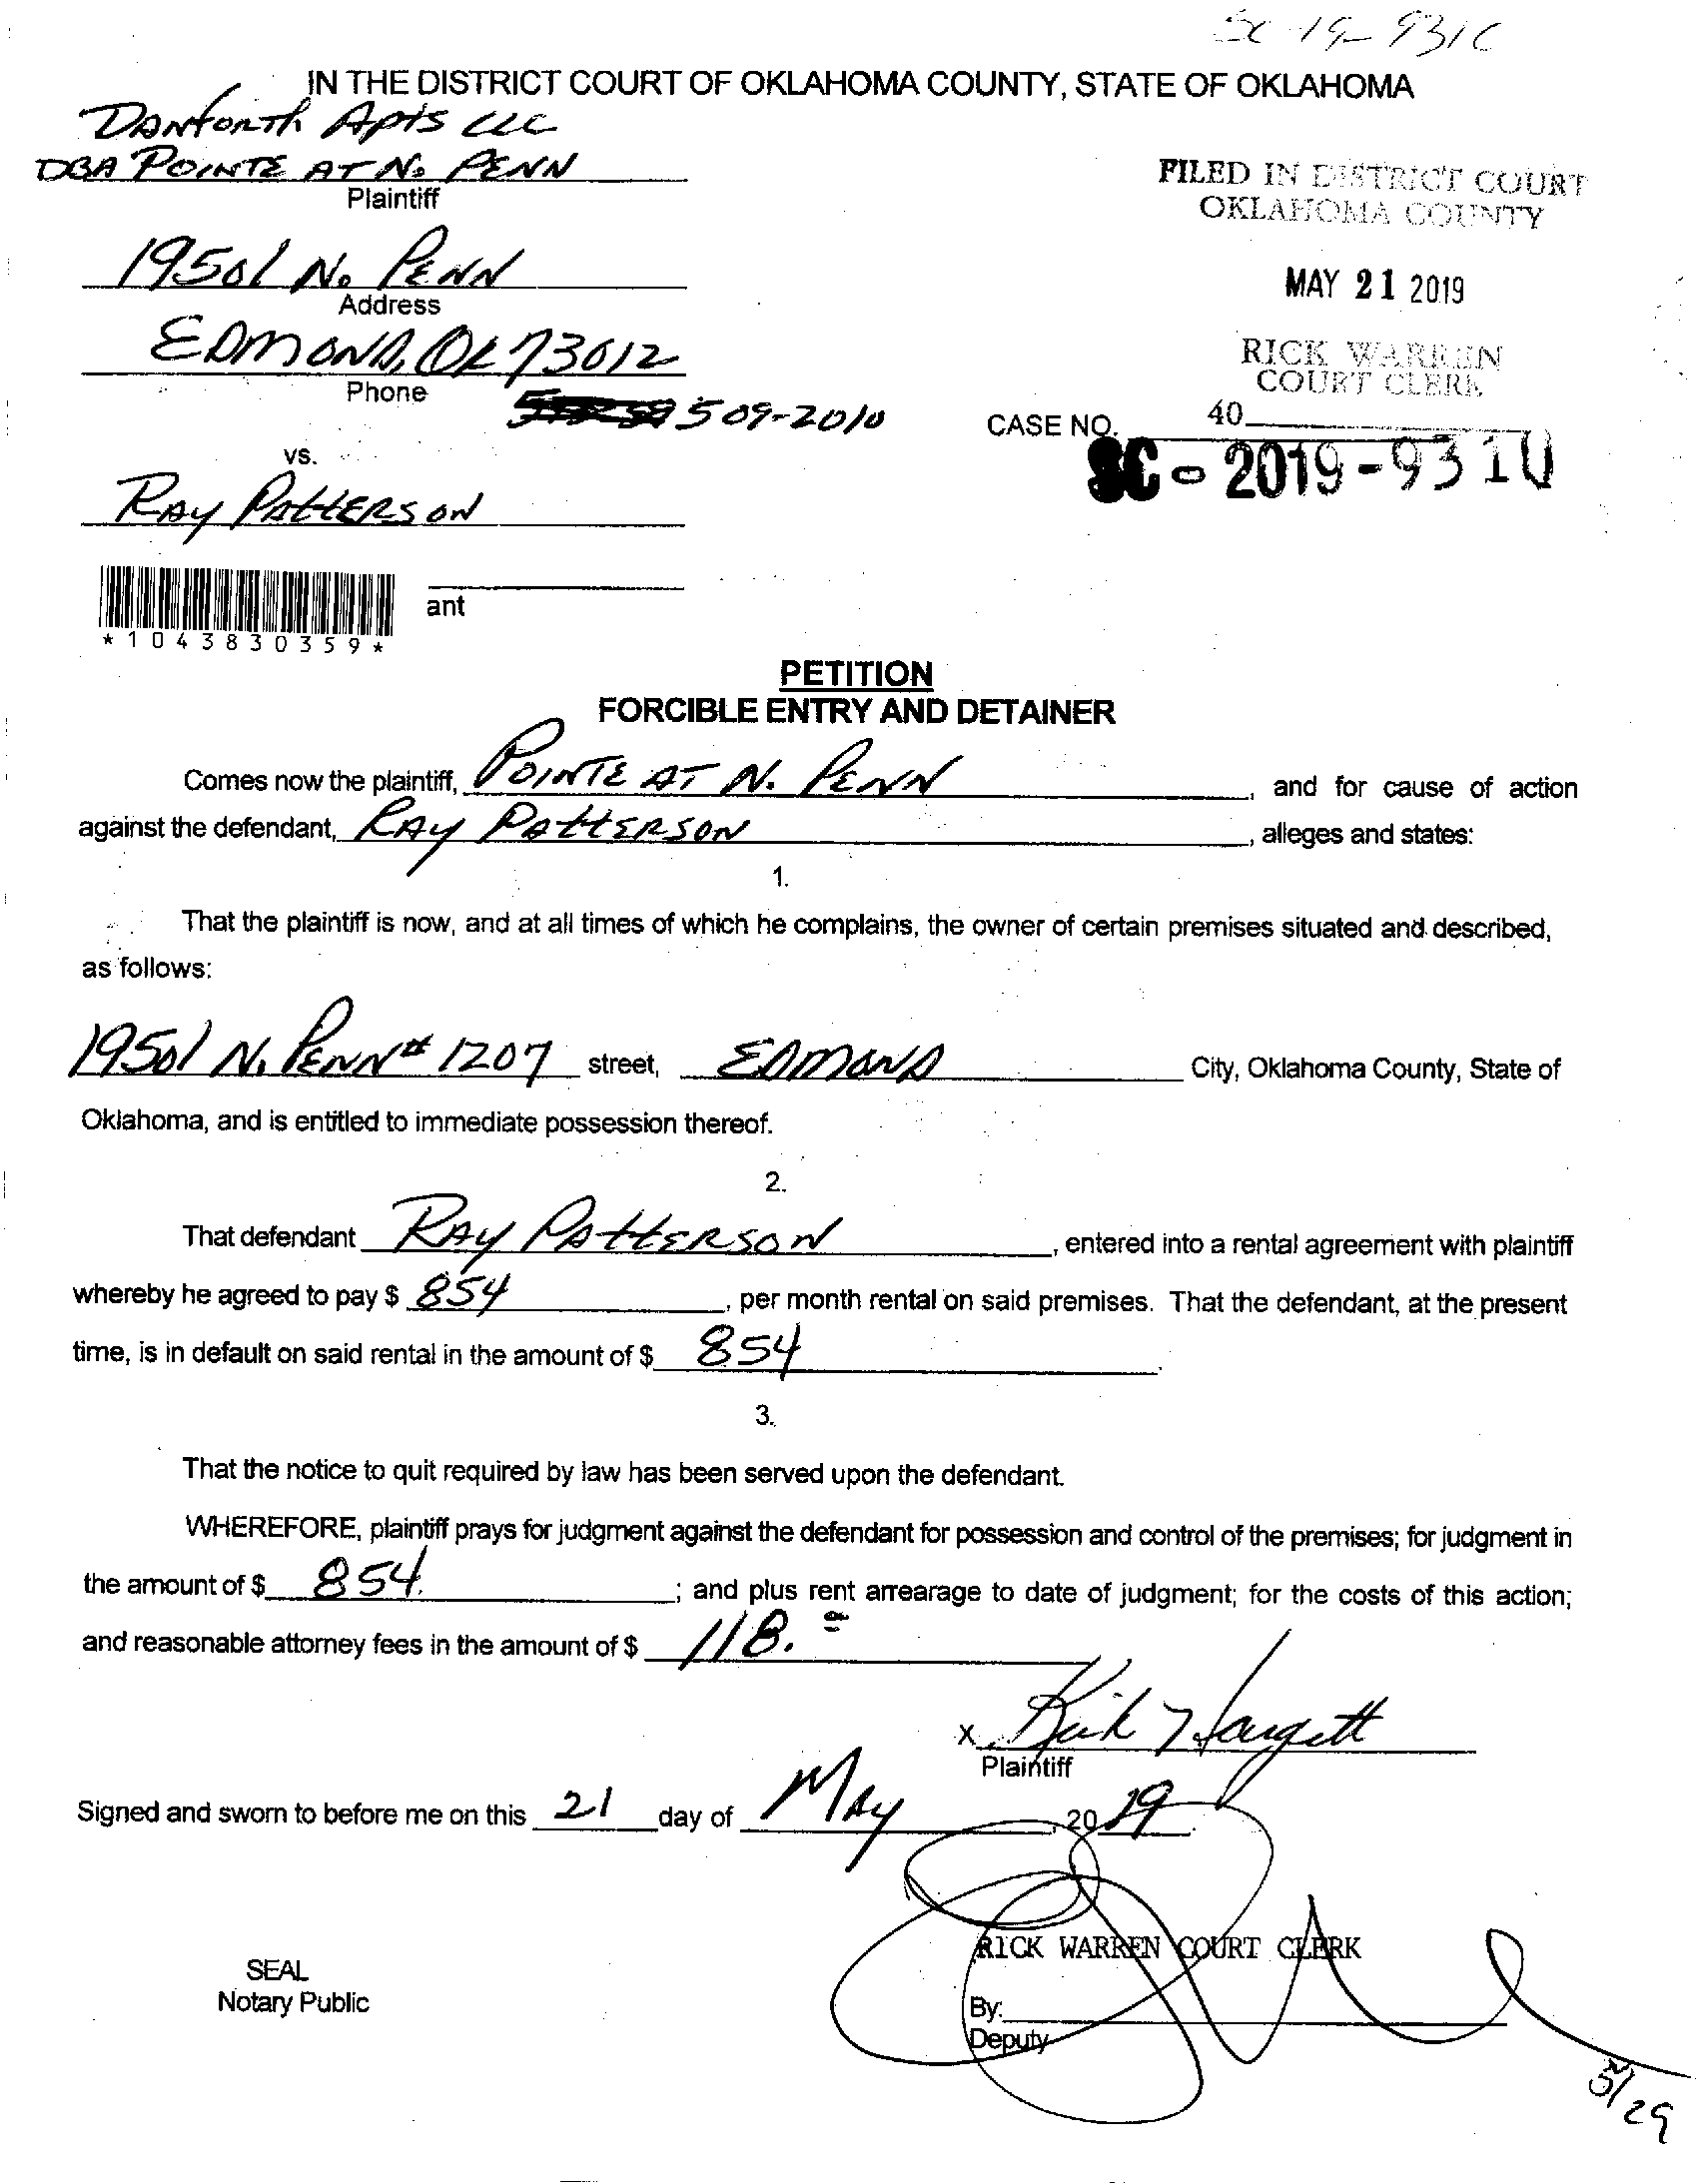 SC-19-9310
IN THE DISTRICT COURT OF OKLAHOMA COUNTY, STATE OF OKLAHOMA
DANFORTH APTS LLC
DBA POINTE AT N. PENN
Plaintiff
FILED IN DISTRICT COURT
OKLAHOMA COUNTY
19501 N. PENN
Address
MAY 21 2019
EDMOND, OK 73012
Phone
RICK WARREN
COURT CLERK
509-2010
CASE NO.
40
SC-2019-9310
vs.
RAY PATTERSON
ant
*1043830359*
PETITION
FORCIBLE ENTRY AND DETAINER
Comes now the plaintiff, POINTE AT N. PENN, and for cause of action
against the defendant, RAY PATTERSON, alleges and states:
1.
That the plaintiff is now, and at all times of which he complains, the owner of certain premises situated and described,
as follows:
19501 N. PENN # 1207 street, EDMOND City, Oklahoma County, State of
Oklahoma, and is entitled to immediate possession thereof.
2.
That defendant RAY PATTERSON, entered into a rental agreement with plaintiff
whereby he agreed to pay $ 854, per month rental on said premises. That the defendant, at the present
time, is in default on said rental in the amount of $ 854.
3.
That the notice to quit required by law has been served upon the defendant.
WHEREFORE, plaintiff prays for judgment against the defendant for possession and control of the premises; for judgment in
the amount of $ 854. ; and plus rent arrearage to date of judgment; for the costs of this action;
and reasonable attorney fees in the amount of $ 118.
X Hargett
Plaintiff
Signed and sworn to before me on this 21 day of MAY, 20 19.
RICK WARREN COURT CLERK
SEAL
Notary Public
By:
Deputy
5/29